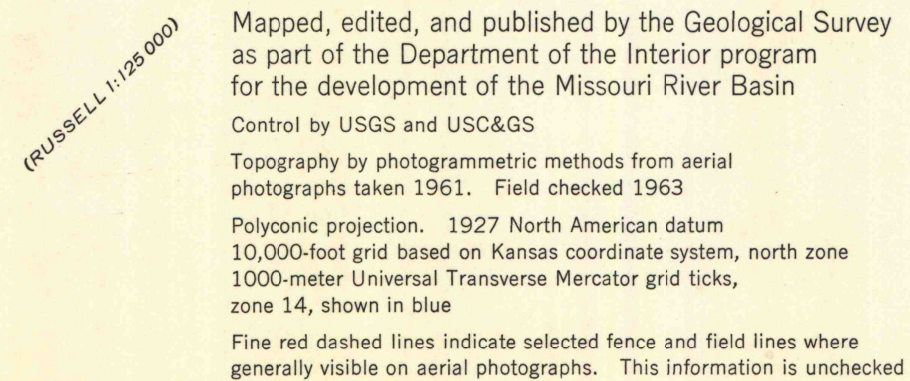 (RUSSELL 1:125 000)
Mapped, edited, and published by the Geological Survey
as part of the Department of the Interior program
for the development of the Missouri River Basin
Control by USGS and USC&GS
Topography by photogrammetric methods from aerial
photographs taken 1961. Field checked 1963
Polyconic projection. 1927 North American datum
10,000-foot grid based on Kansas coordinate system, north zone
1000-meter Universal Transverse Mercator grid ticks,
zone 14, shown in blue
Fine red dashed lines indicate selected fence and field lines where
generally visible on aerial photographs. This information is unchecked